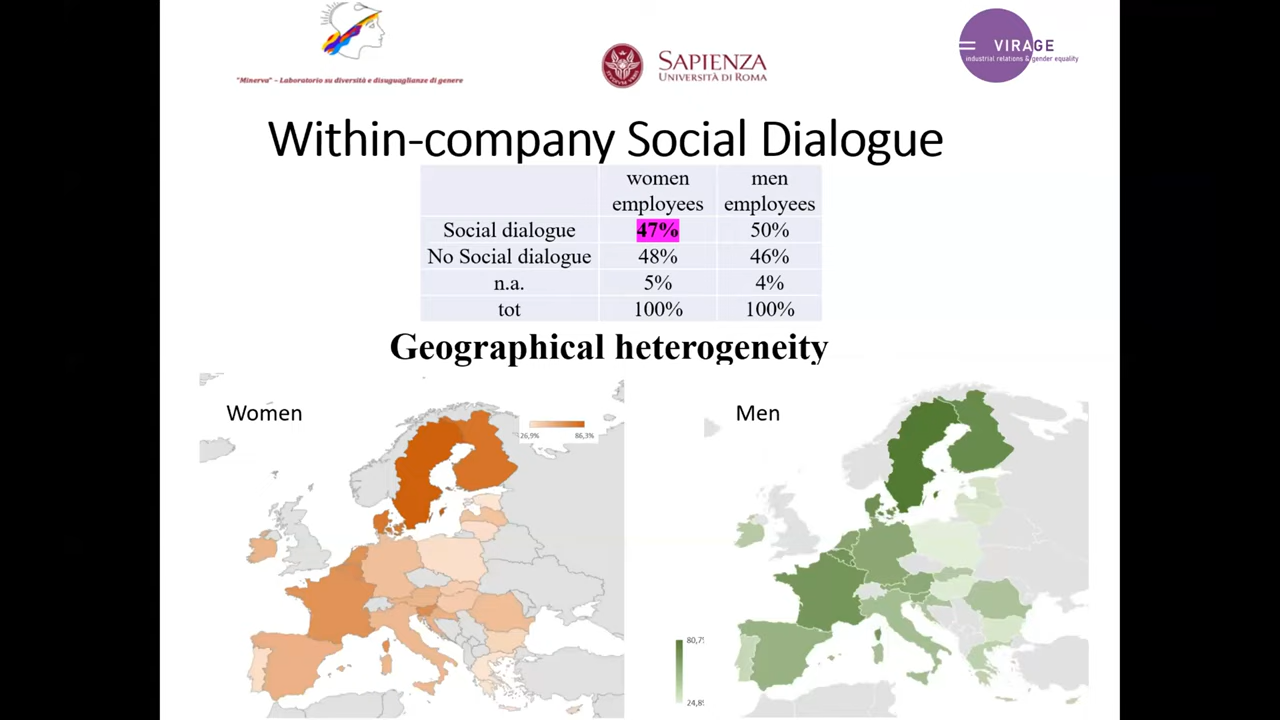 "Minerva" - Laboratorio su diversità e disuguaglianze di genere
SAPIENZA
UNIVERSITÀ DI ROMA
VIRAGE
industrial relations & gender equality
Within-company Social Dialogue
women employees men employees
Social dialogue 47% 50%
No Social dialogue 48% 46%
n.a. 5% 4%
tot 100% 100%
Geographical heterogeneity
Women
26,9% 86,3%
Men
80,7%
24,8%